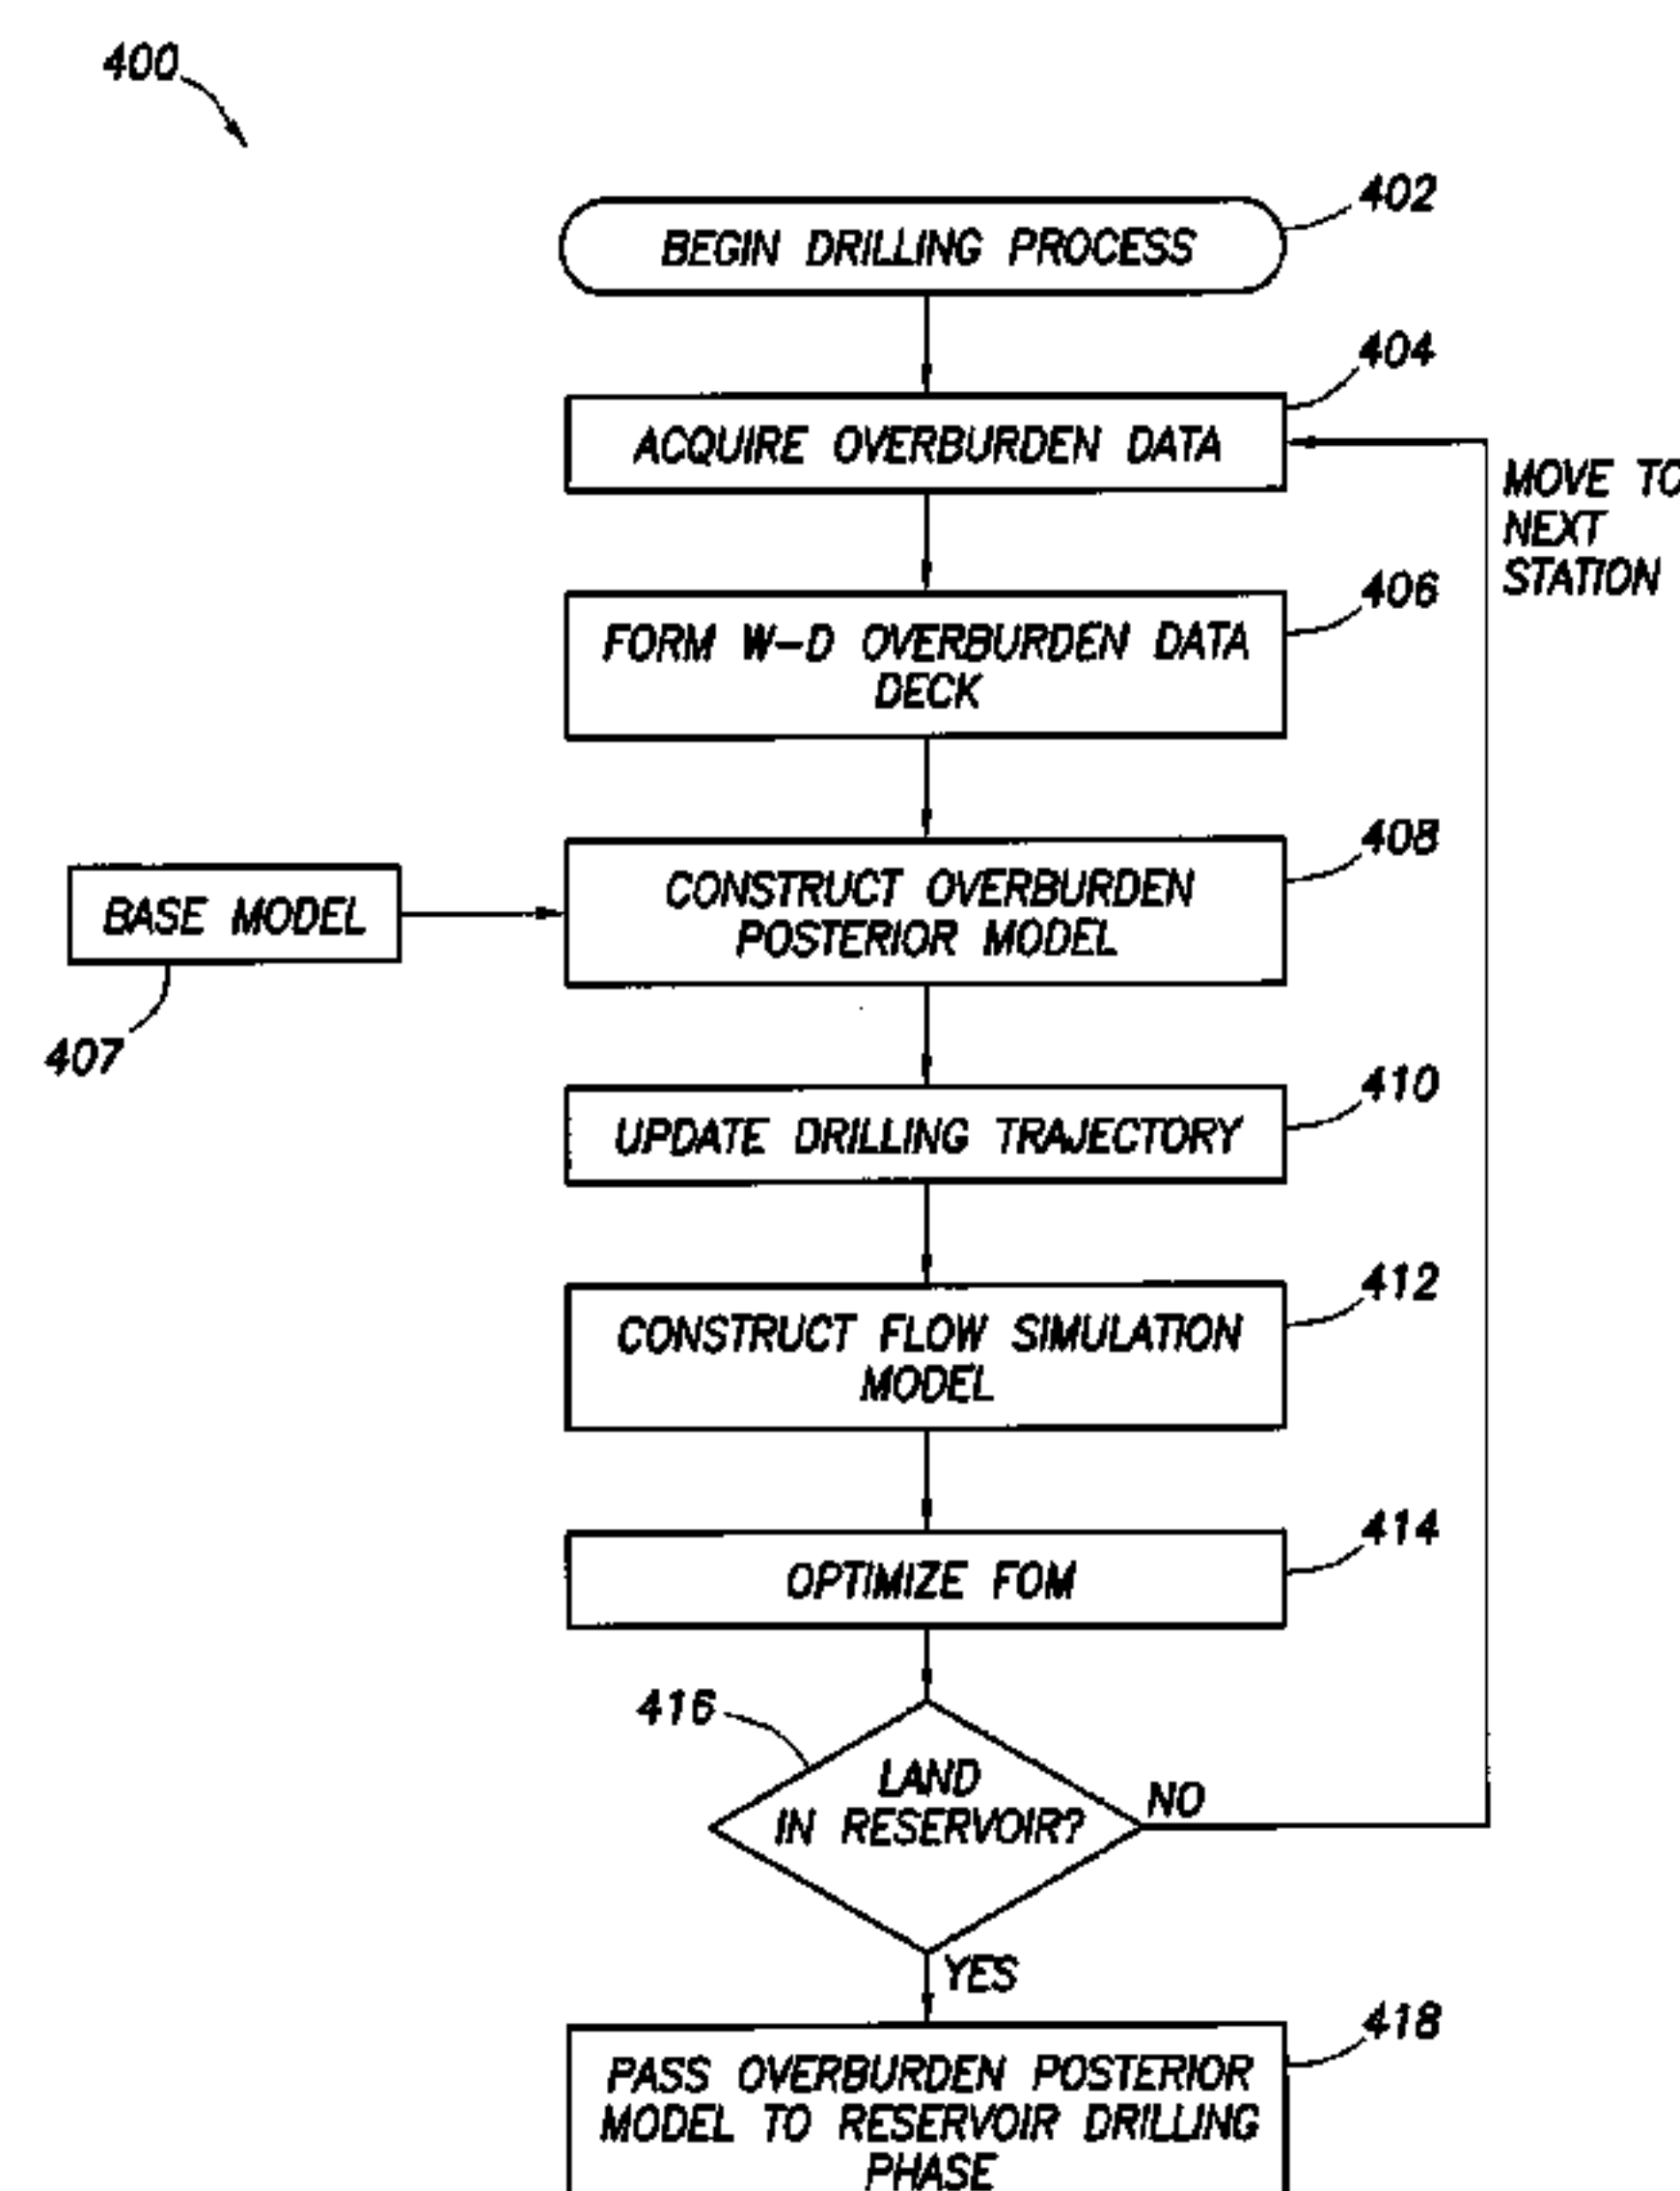 400
402
BEGIN DRILLING PROCESS
404
ACQUIRE OVERBURDEN DATA
MOVE TO
NEXT
STATION
406
FORM W-D OVERBURDEN DATA
DECK
408
CONSTRUCT OVERBURDEN
POSTERIOR MODEL
BASE MODEL
407
410
UPDATE DRILLING TRAJECTORY
412
CONSTRUCT FLOW SIMULATION
MODEL
414
OPTIMIZE FOM
416
LAND
IN RESERVOIR?
NO
YES
418
PASS OVERBURDEN POSTERIOR
MODEL TO RESERVOIR DRILLING
PHASE